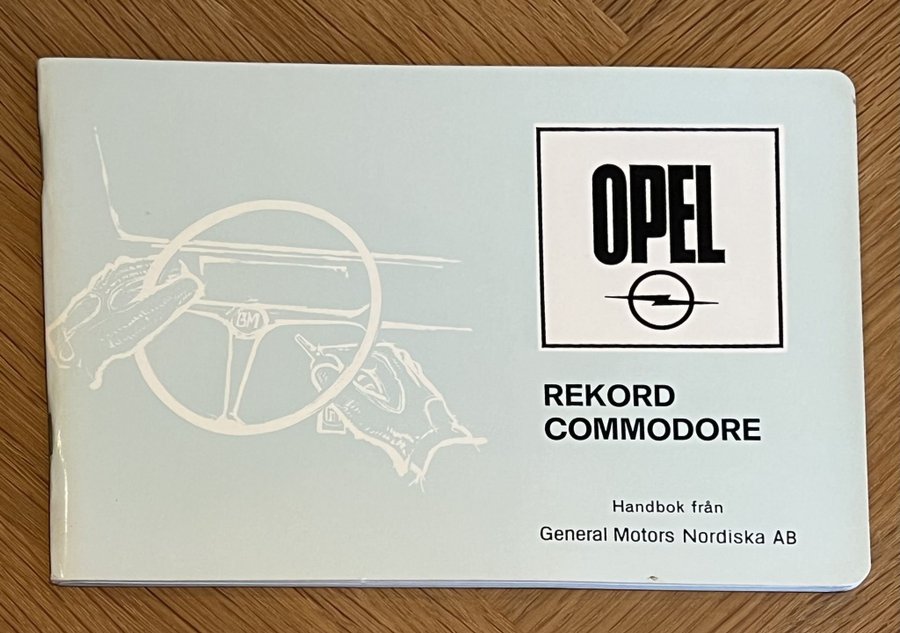 OPEL
REKORD
COMMODORE
Handbok från
General Motors Nordiska AB